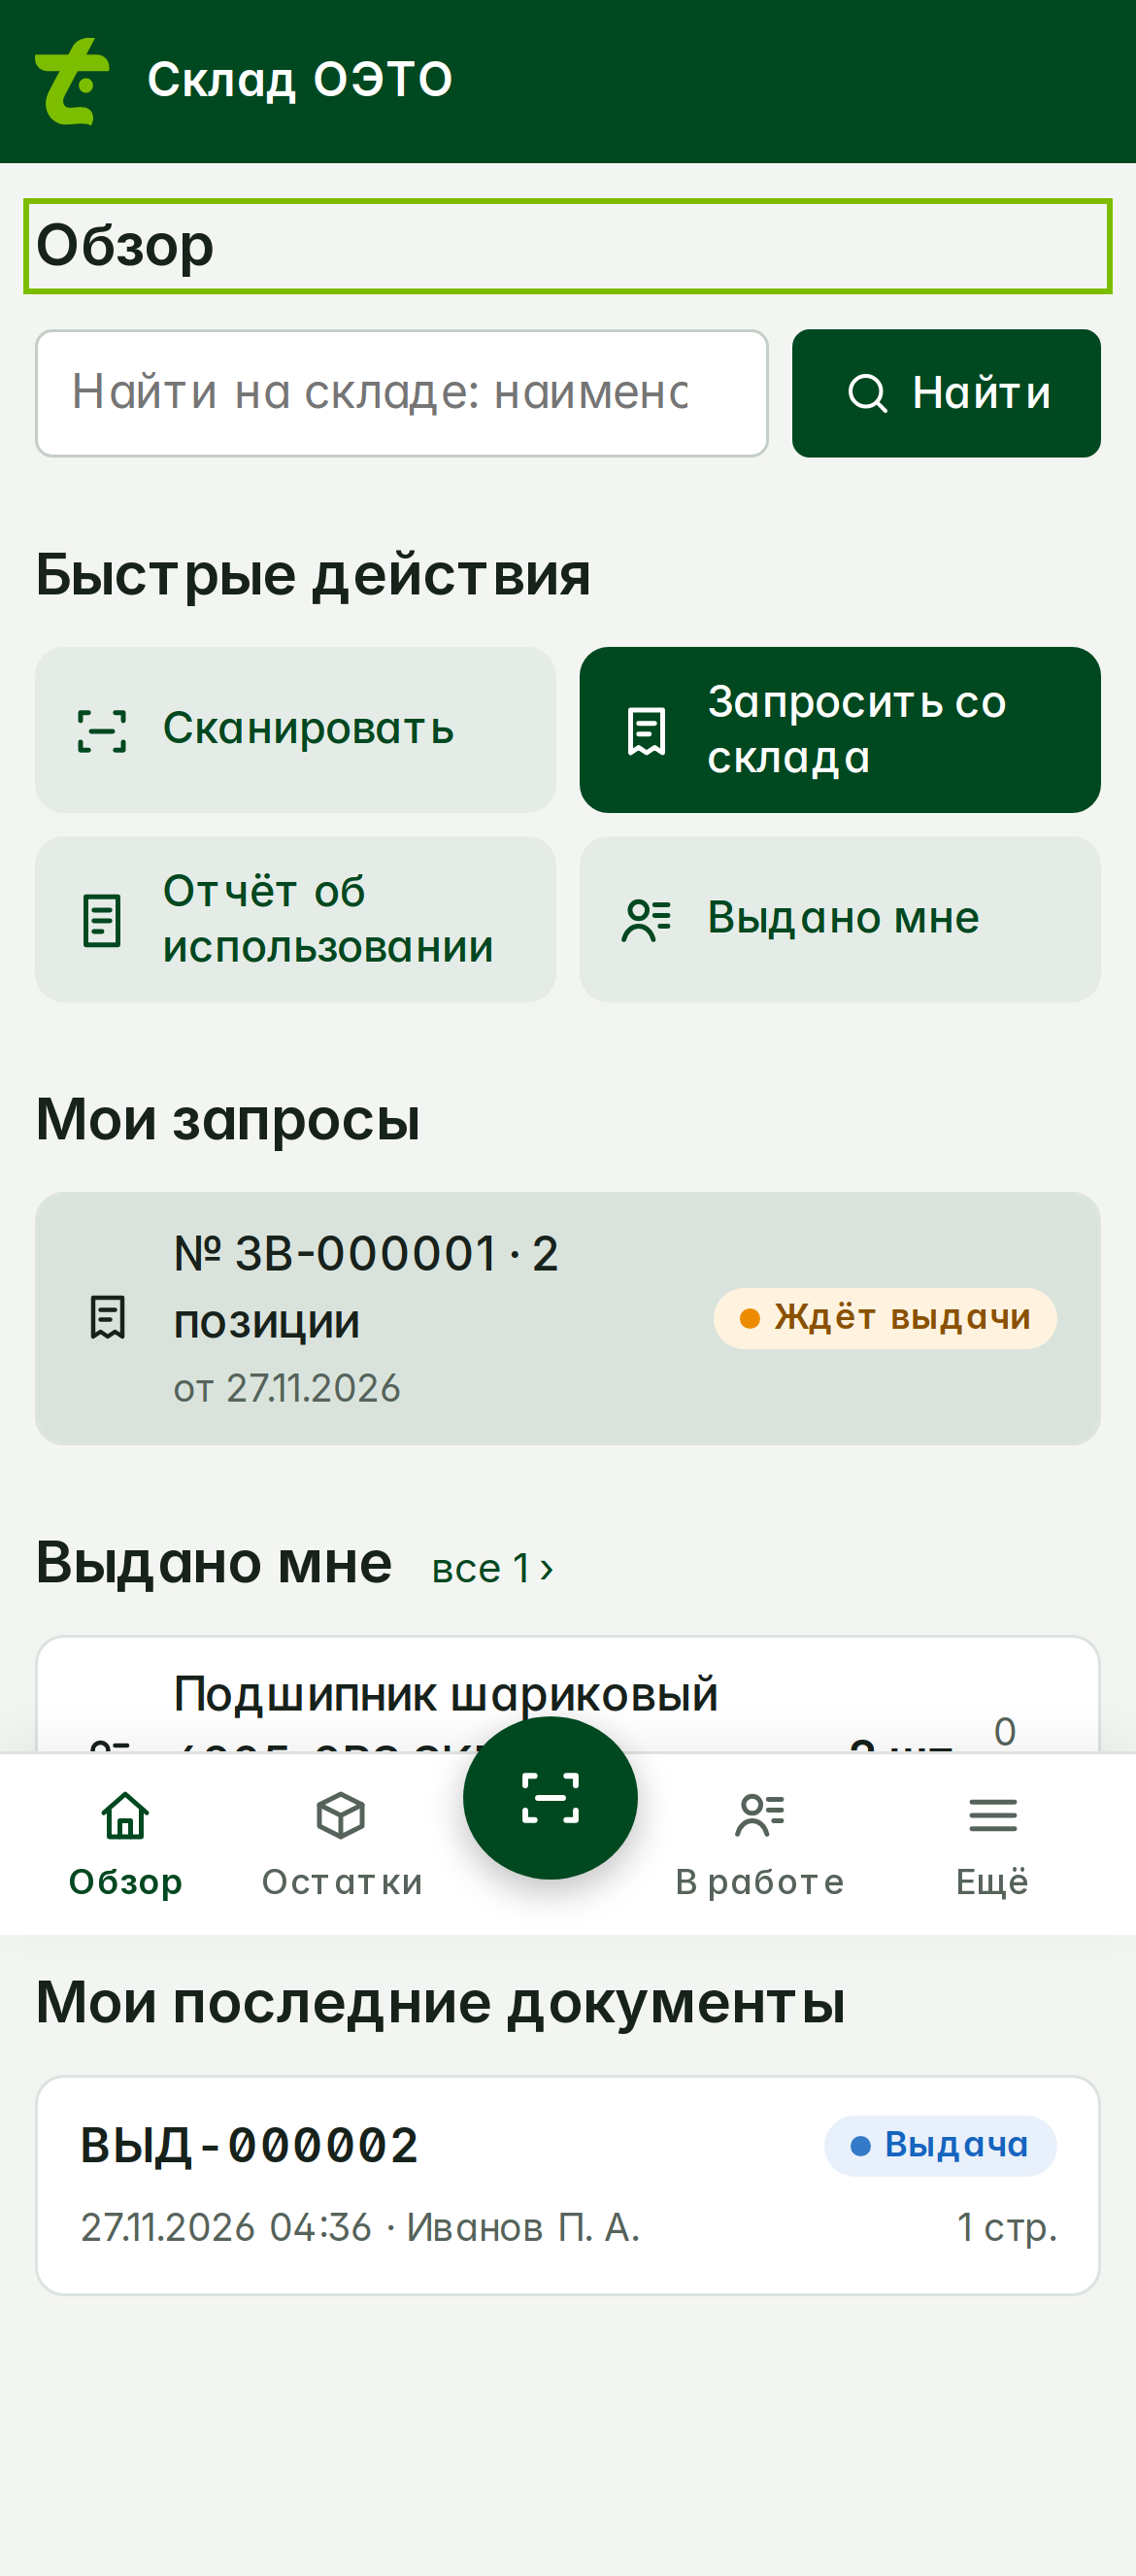 Склад ОЭТО
Обзор
Найти на складе: наименс
Найти
Быстрые действия
Сканировать
Запросить со
склада
Отчёт об
использовании
Выдано мне
Мои запросы
№ ЗВ-000001 · 2
позиции
Ждёт выдачи
от 27.11.2026
Выдано мне все 1 ›
Подшипник шариковый
0
Обзор
Остатки
В работе
Ещё
Мои последние документы
ВЫД-000002
Выдача
27.11.2026 04:36 · Иванов П. А.
1 стр.